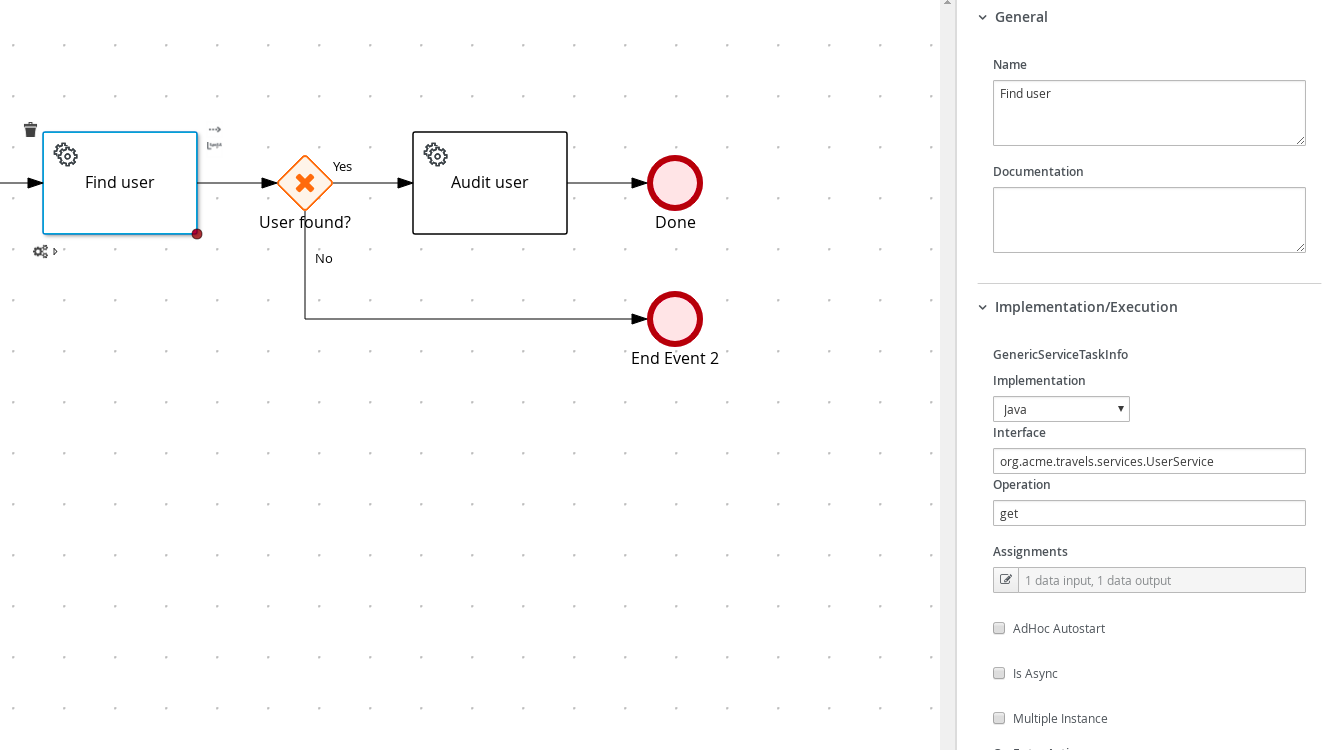 Find user
User found?
Yes
No
Audit user
Done
End Event 2
General
Name
Find user
Documentation
Implementation/Execution
GenericServiceTaskInfo
Implementation
Java
Interface
org.acme.travels.services.UserService
Operation
get
Assignments
1 data input, 1 data output
AdHoc Autostart
Is Async
Multiple Instance